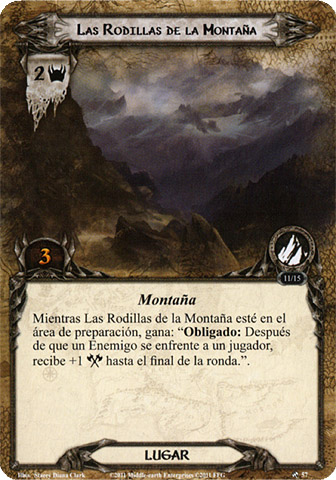 Las Rodillas de la Montaña
2
3
11/15
Montaña
Mientras Las Rodillas de la Montaña esté en el
área de preparación, gana: “Obligado: Después
de que un Enemigo se enfrente a un jugador,
recibe +1 hasta el final de la ronda.”.
LUGAR
©2011 Middle-earth Enterprises ©2011 FFG
57